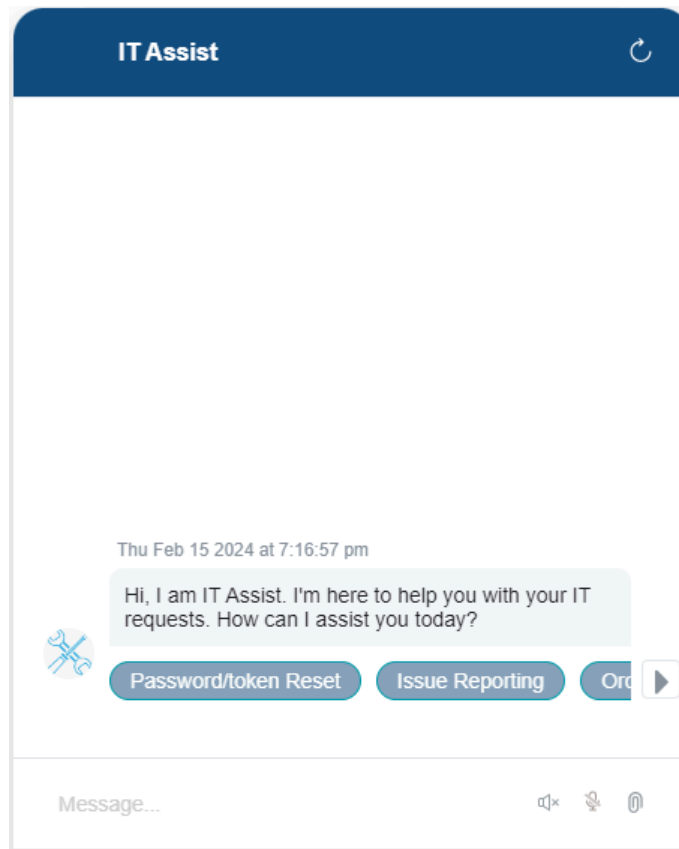 IT Assist
Thu Feb 15 2024 at 7:16:57 pm
Hi, I am IT Assist. I'm here to help you with your IT
requests. How can I assist you today?
Password/token Reset Issue Reporting
Message...